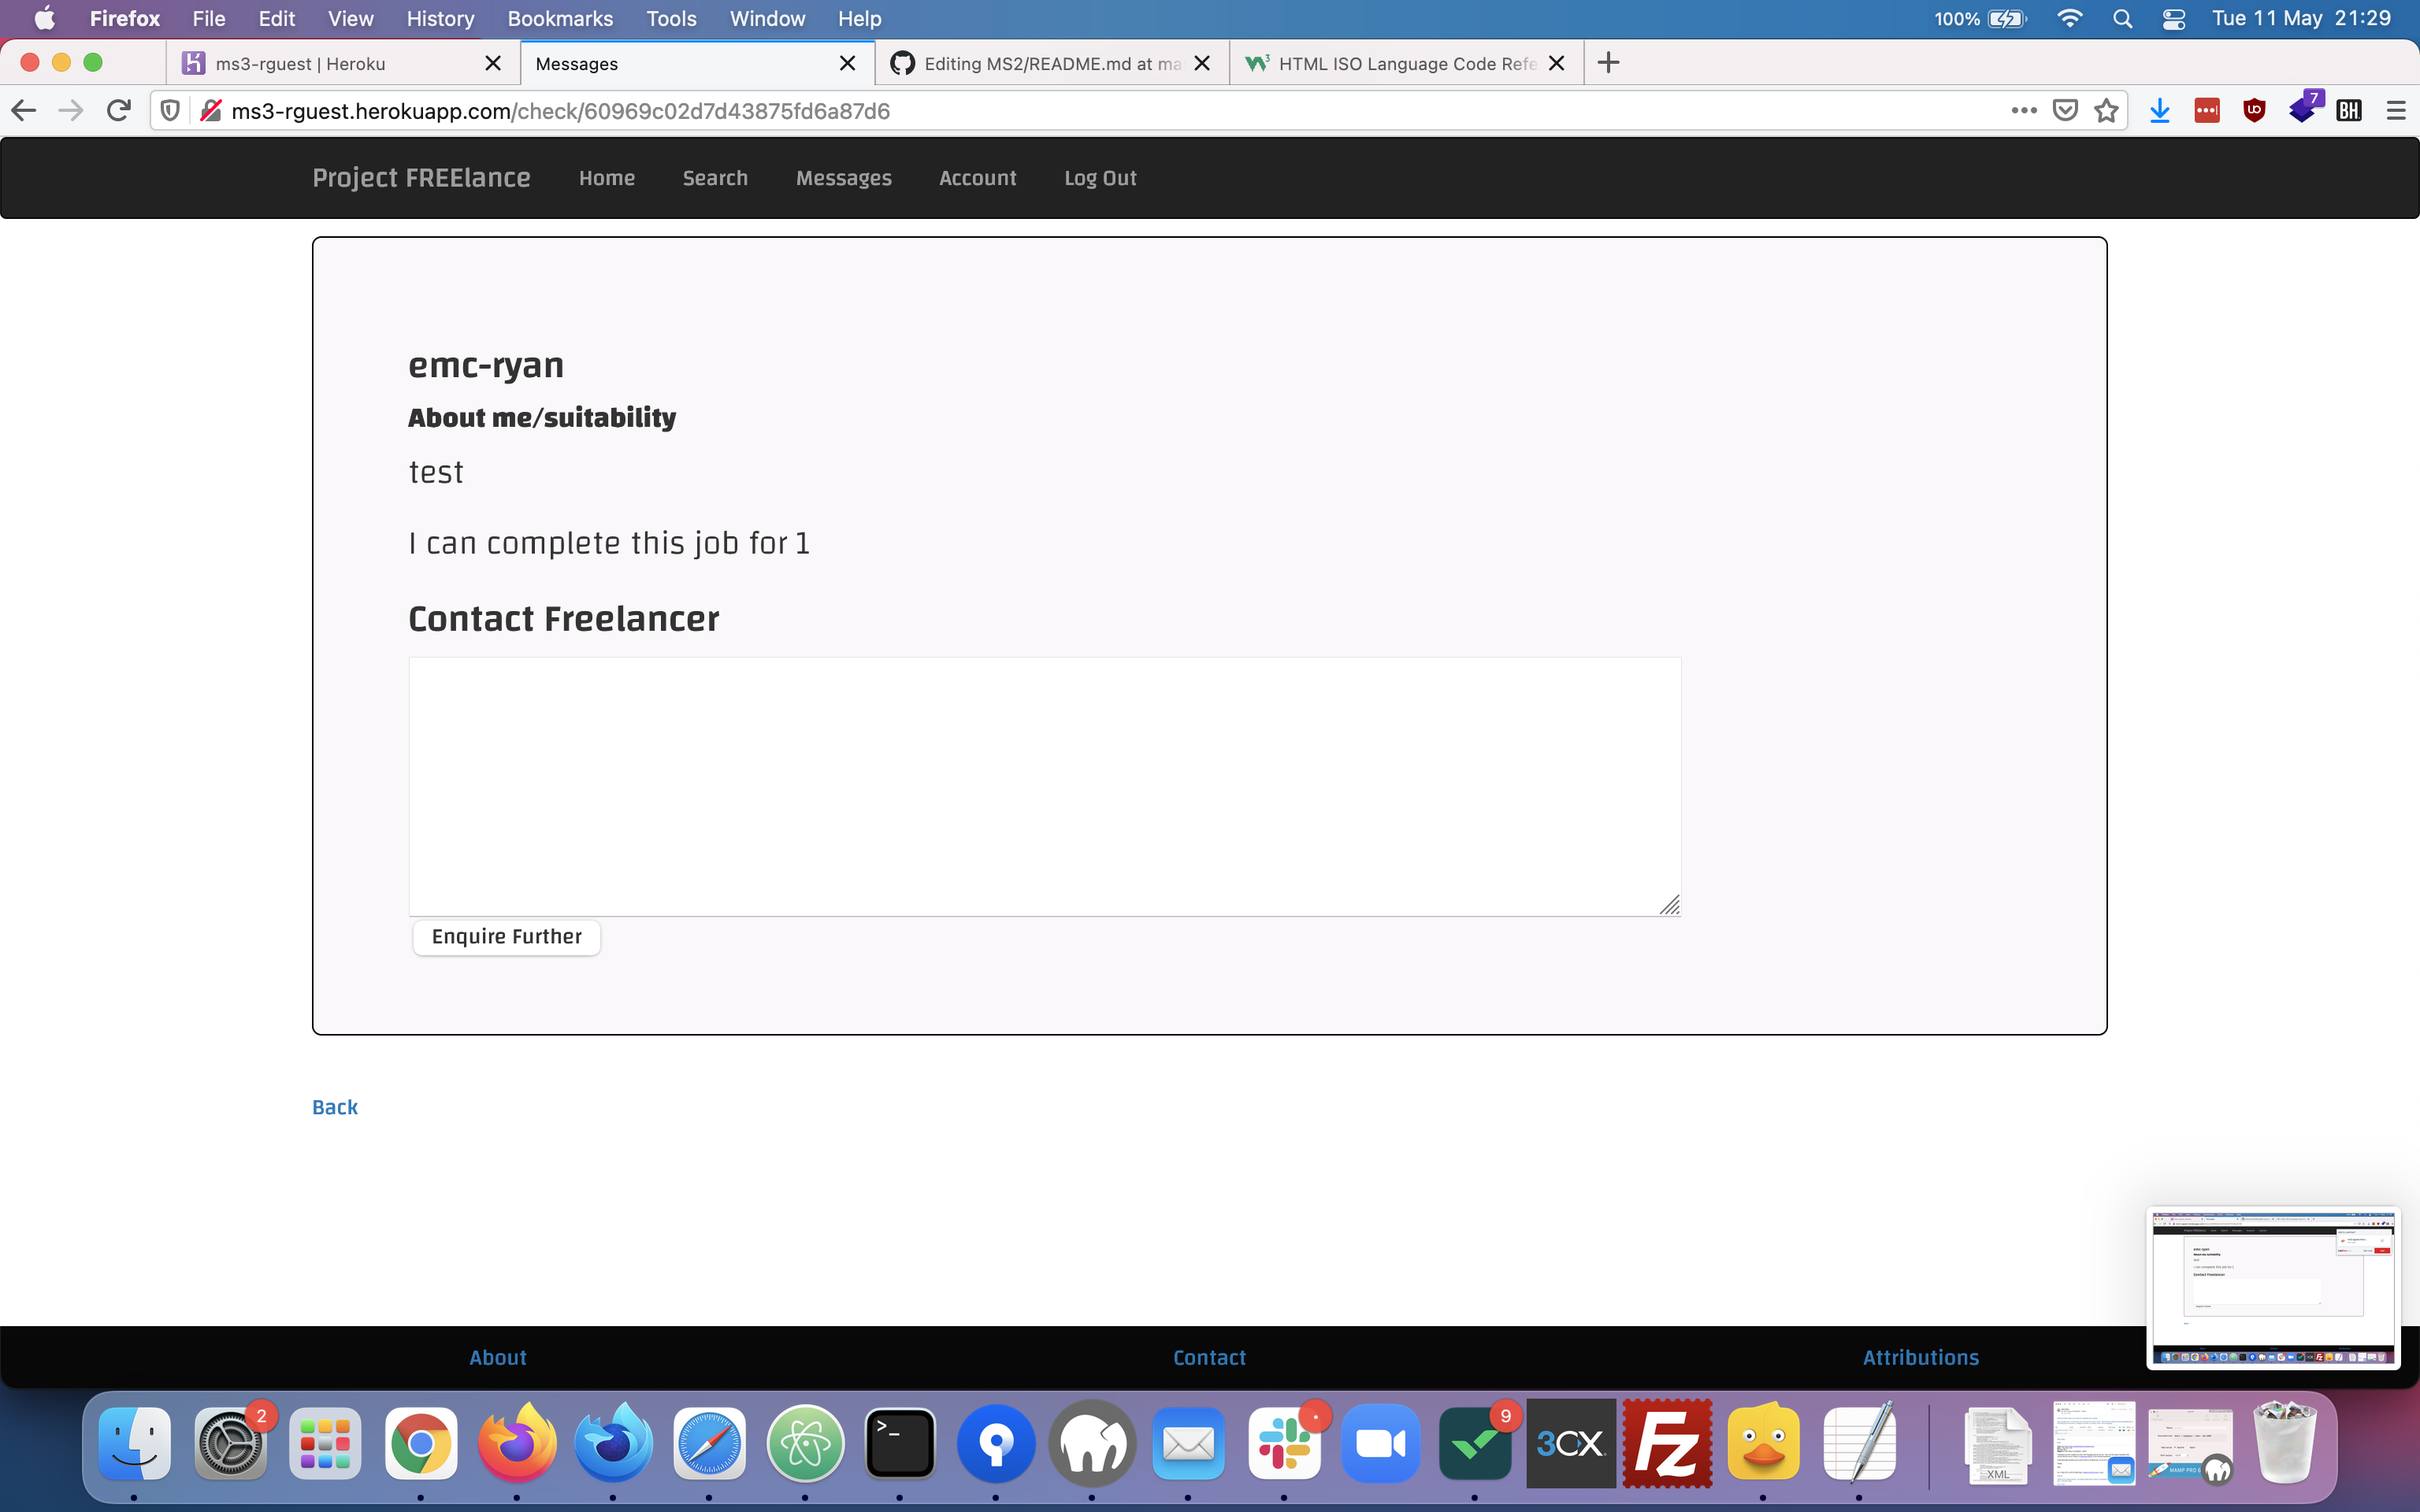 Firefox File Edit View History Bookmarks Tools Window Help 100% Tue 11 May 21:29
ms3-rguest | Heroku Messages Editing MS2/README.md at ma HTML ISO Language Code Refe
ms3-rguest.herokuapp.com/check/60969c02d7d43875fd6a87d6 7 BH
Project FREElance Home Search Messages Account Log Out
emc-ryan
About me/suitability
test
I can complete this job for 1
Contact Freelancer
Enquire Further
Back
About Contact Attributions
2 >_ 9 3CX Fz XML